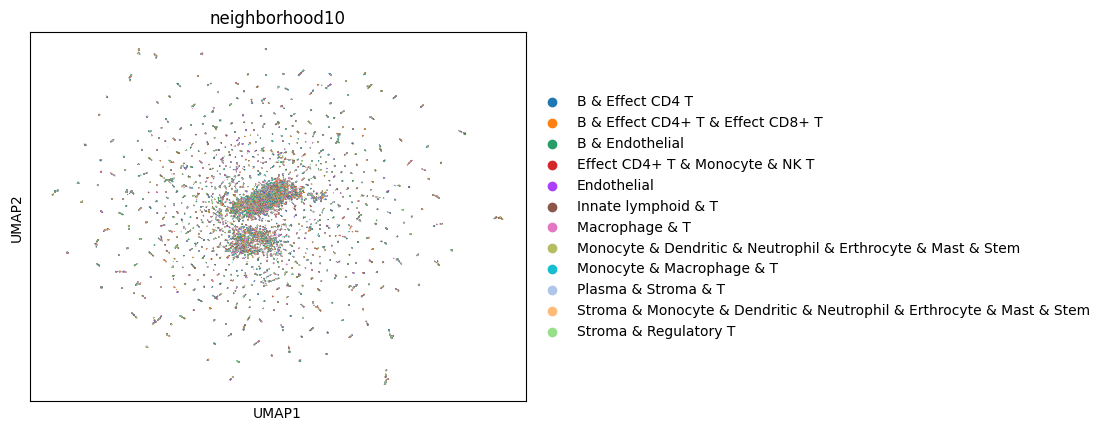 neighborhood10
UMAP2
UMAP1
B & Effect CD4 T
B & Effect CD4+ T & Effect CD8+ T
B & Endothelial
Effect CD4+ T & Monocyte & NK T
Endothelial
Innate lymphoid & T
Macrophage & T
Monocyte & Dendritic & Neutrophil & Erthrocyte & Mast & Stem
Monocyte & Macrophage & T
Plasma & Stroma & T
Stroma & Monocyte & Dendritic & Neutrophil & Erthrocyte & Mast & Stem
Stroma & Regulatory T